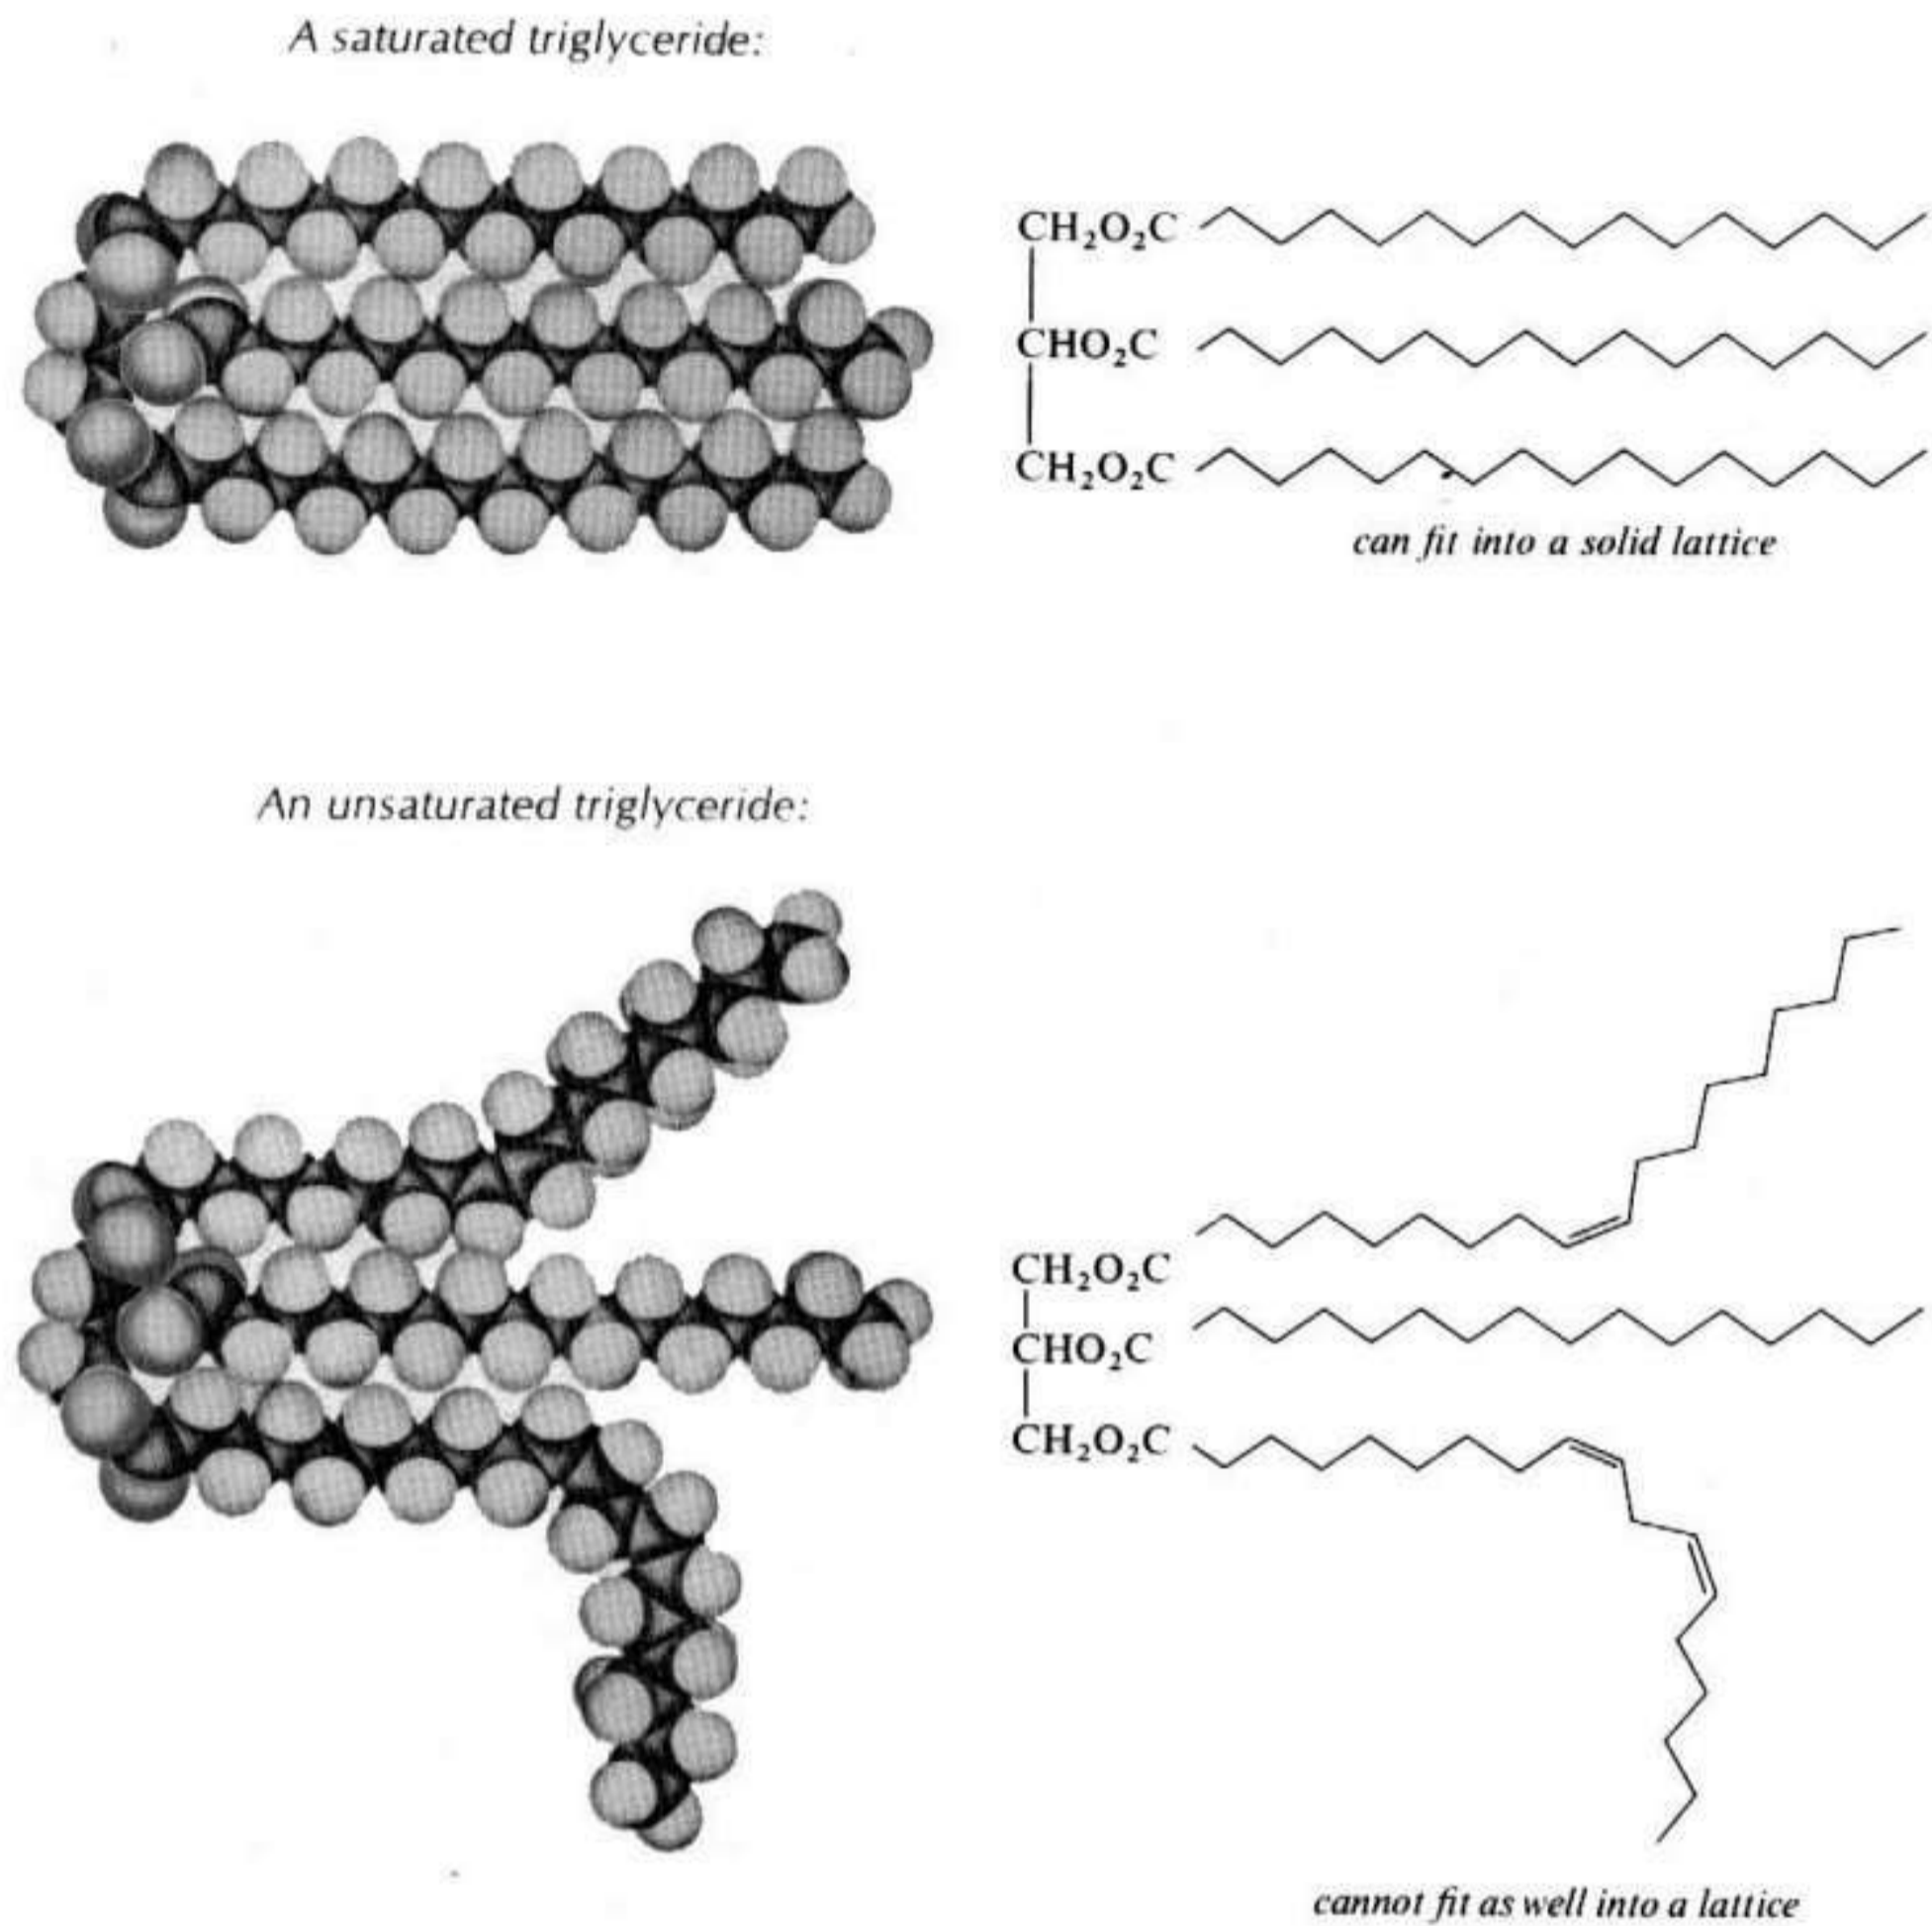 A saturated triglyceride:
CH₂O₂C
CHO₂C
CH₂O₂C
can fit into a solid lattice
An unsaturated triglyceride:
CH₂O₂C
CHO₂C
CH₂O₂C
cannot fit as well into a lattice